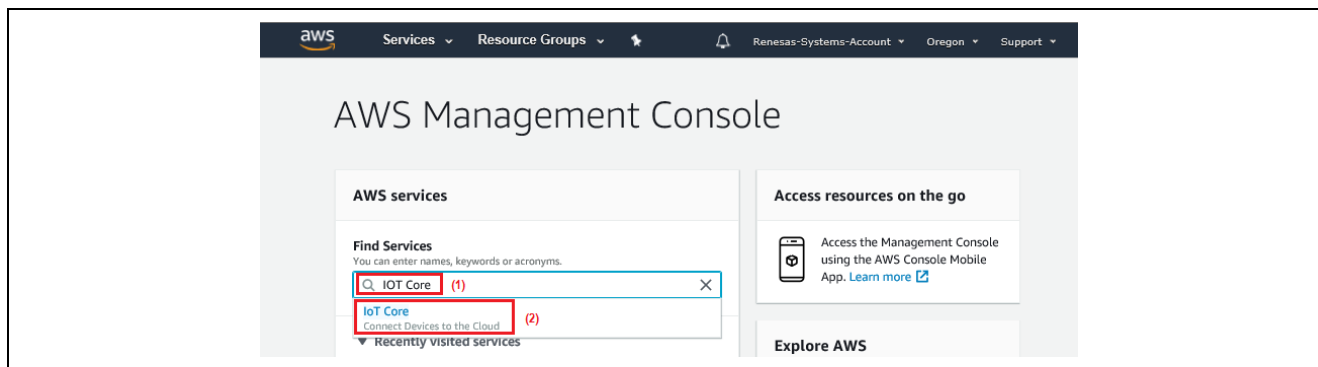 aws Services Resource Groups Renesas-Systems-Account Oregon Support
AWS Management Console
AWS services
Find Services
You can enter names, keywords or acronyms.
IOT Core (1)
IoT Core
Connect Devices to the Cloud
(2)
Recently visited services
Access resources on the go
Access the Management Console
using the AWS Console Mobile
App. Learn more
Explore AWS